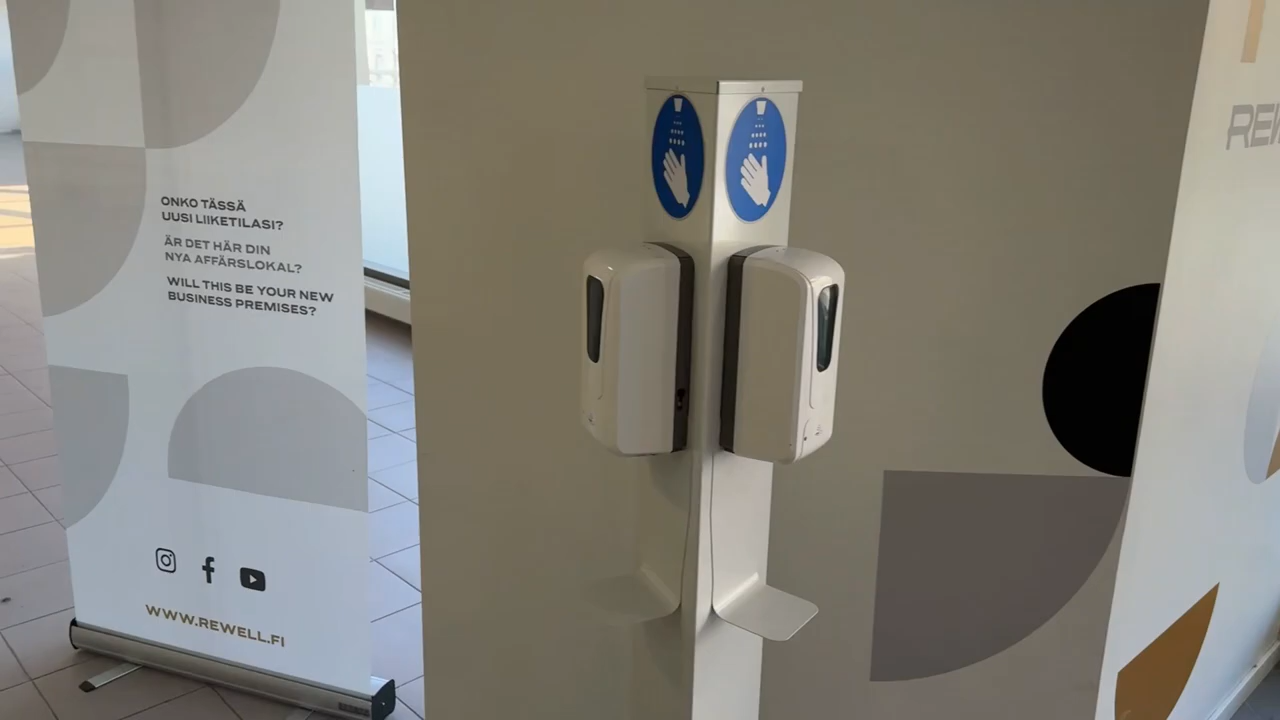 ONKO TÄSSÄ
UUSI LIIKETILASI?
ÄR DET HÄR DIN
NYA AFFÄRSLOKAL?
WILL THIS BE YOUR NEW
BUSINESS PREMISES?
WWW.REWELL.FI